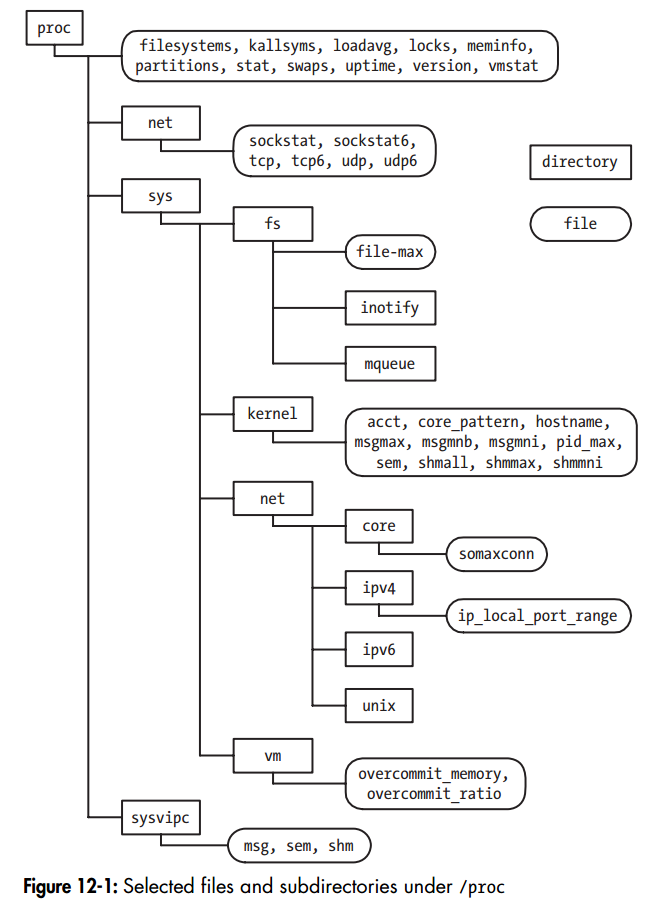 proc
filesystems, kallsyms, loadavg, locks, meminfo,
partitions, stat, swaps, uptime, version, vmstat
net
sockstat, sockstat6,
tcp, tcp6, udp, udp6
directory
sys
fs
file
file-max
inotify
mqueue
kernel
acct, core_pattern, hostname,
msgmax, msgmnb, msgmni, pid_max,
sem, shmall, shmmax, shmmni
net
core
somaxconn
ipv4
ip_local_port_range
ipv6
unix
vm
overcommit_memory,
overcommit_ratio
sysvipc
msg, sem, shm
Figure 12-1: Selected files and subdirectories under /proc